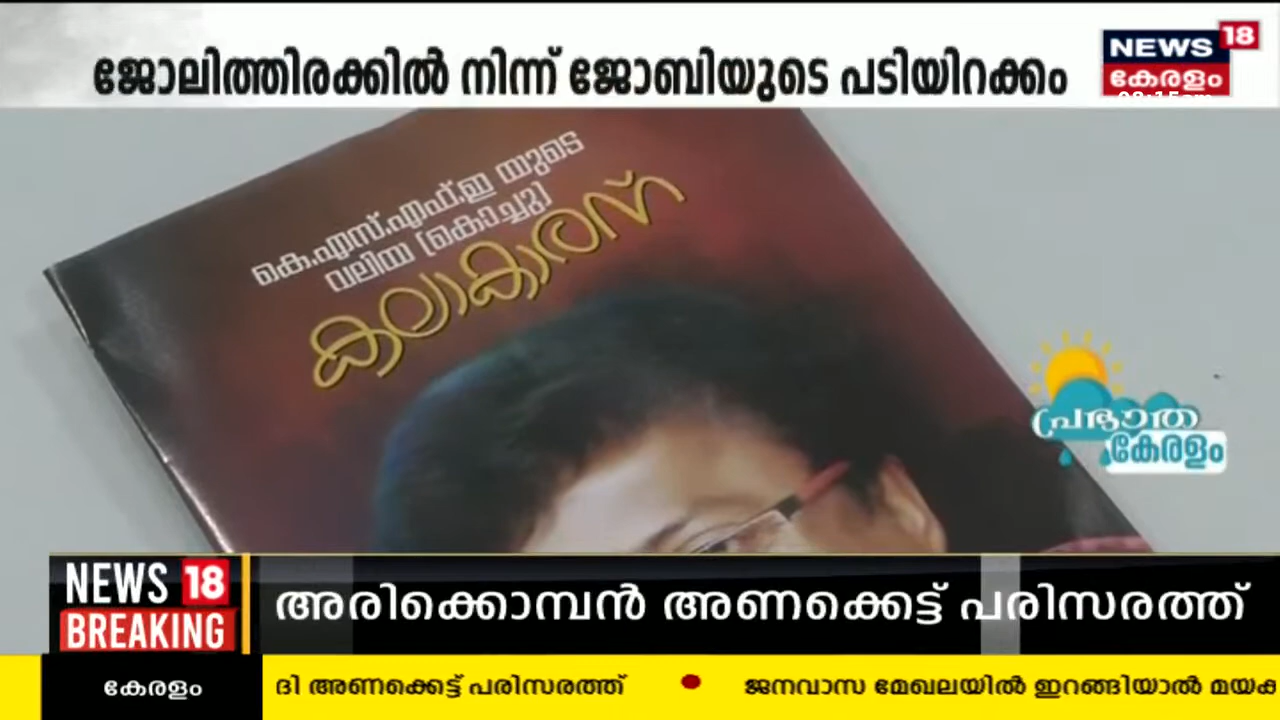 ജോലിത്തിരക്കിൽ നിന്ന് ജോബിയുടെ പടിയിറക്കം
NEWS 18
കേരളം
കെ.എസ്.എഫ്.ഇ യുടെ
വലിയ (കൊച്ചു)
കലാകാരന്
പ്രഭാത
കേരളം
NEWS 18
BREAKING
അരിക്കൊമ്പൻ അണക്കെട്ട് പരിസരത്ത്
കേരളം
ദി അണക്കെട്ട് പരിസരത്ത് • ജനവാസ മേഖലയിൽ ഇറങ്ങിയാൽ